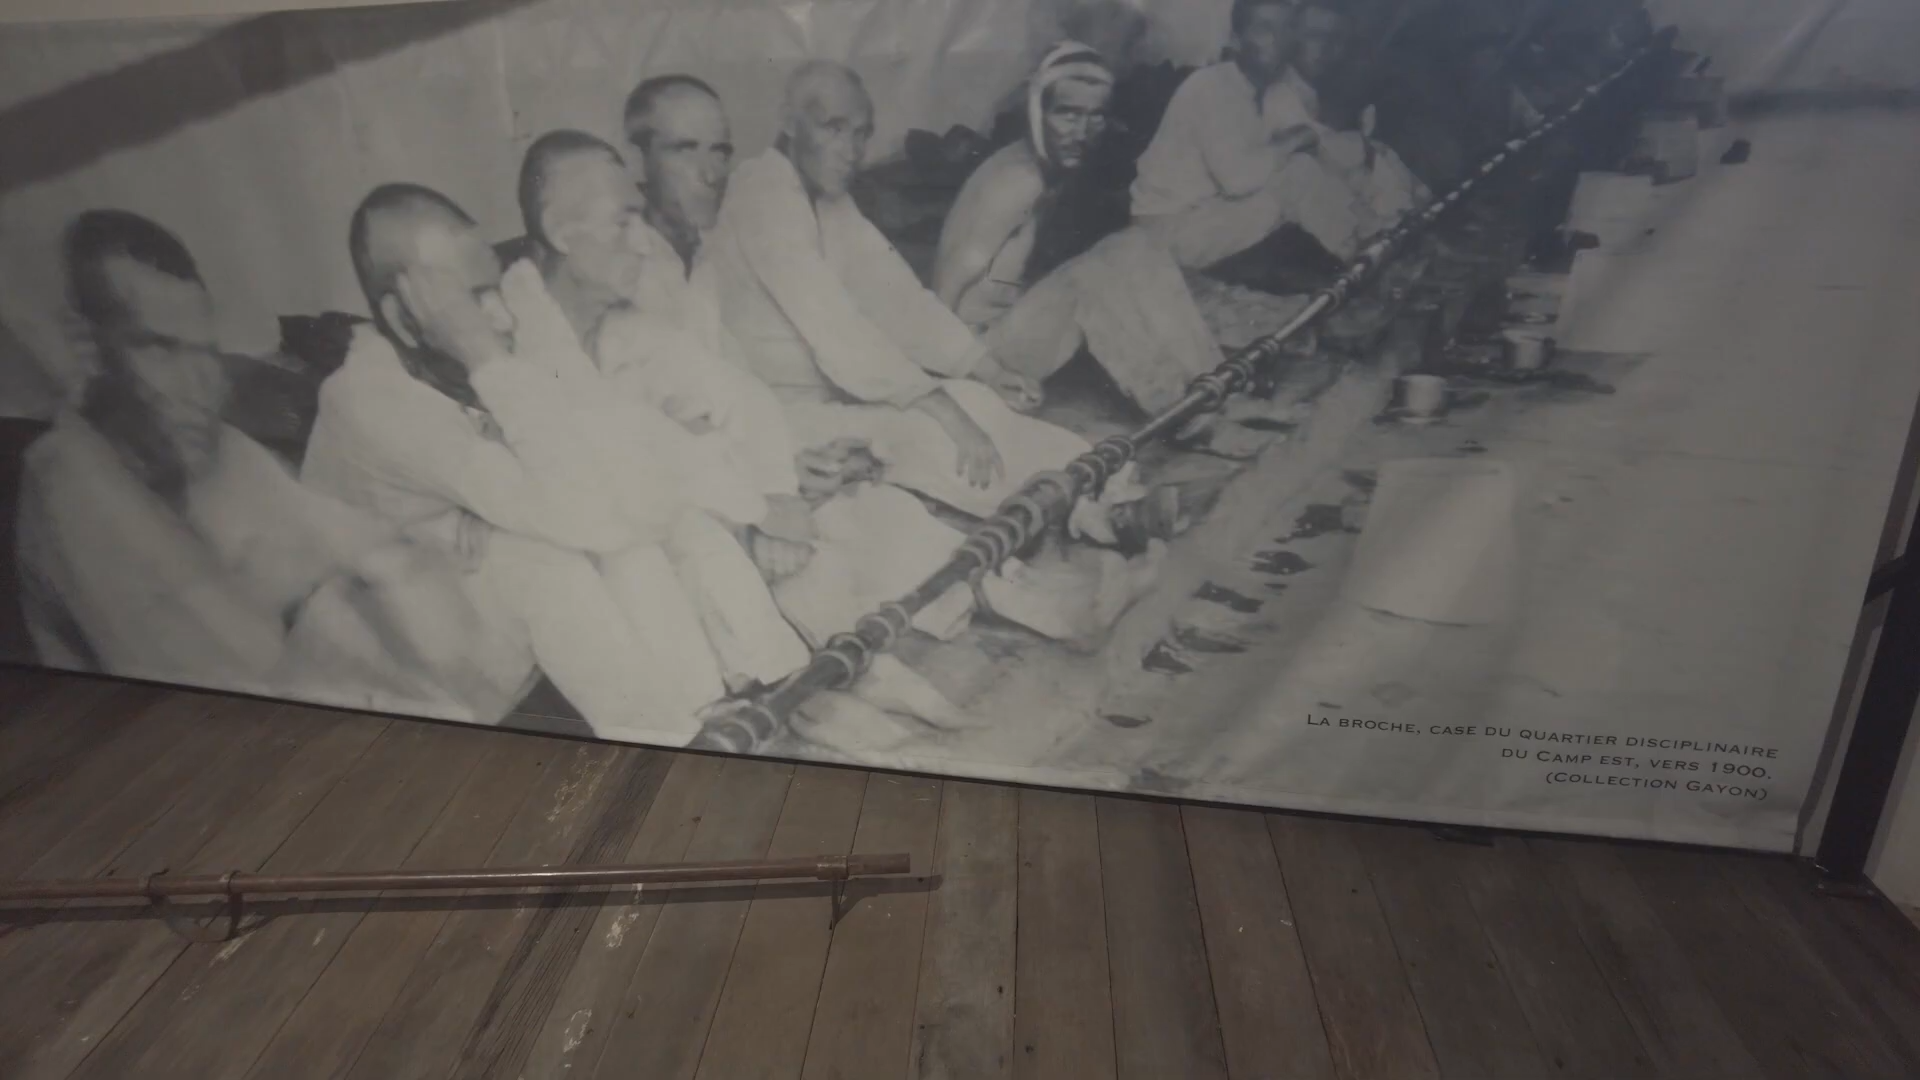 La broche, case du quartier disciplinaire
du Camp est, vers 1900.
(collection Gayon)